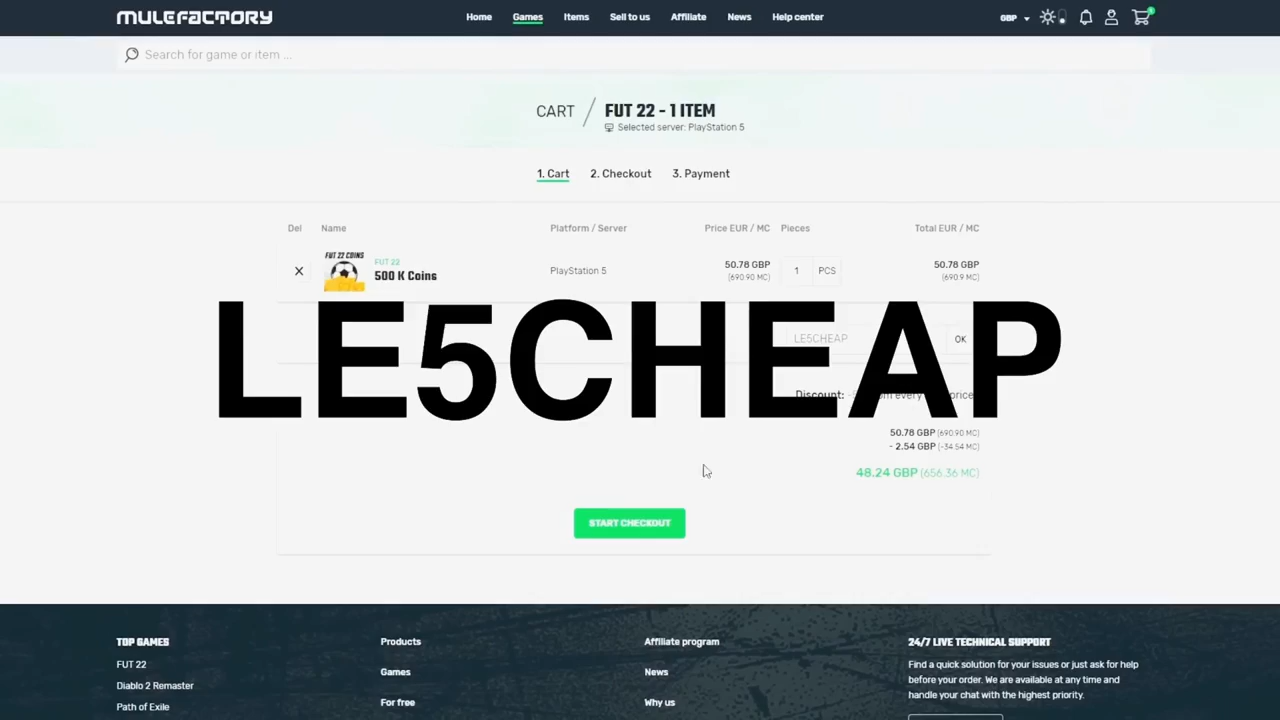 MULEFACTORY
Home Games Items Sell to us Affiliate News Help center
GBP
Search for game or item ...
CART / FUT 22 - 1 ITEM
Selected server: PlayStation 5
1. Cart 2. Checkout 3. Payment
Del Name Platform / Server Price EUR / MC Pieces Total EUR / MC
FUT 22 COINS
FUT 22
500 K Coins
PlayStation 5
50.78 GBP
(690.90 MC)
1 PCS
50.78 GBP
(690.9 MC)
LE5CHEAP
LE5CHEAP OK
Discount:
50.78 GBP (690.90 MC)
- 2.54 GBP (-34.54 MC)
48.24 GBP (656.36 MC)
START CHECKOUT
TOP GAMES
FUT 22
Diablo 2 Remaster
Path of Exile
Products
Games
For free
Affiliate program
News
Why us
24/7 LIVE TECHNICAL SUPPORT
Find a quick solution for your issues or just ask for help
before your order. We are available at any time and
handle your chat with the highest priority.